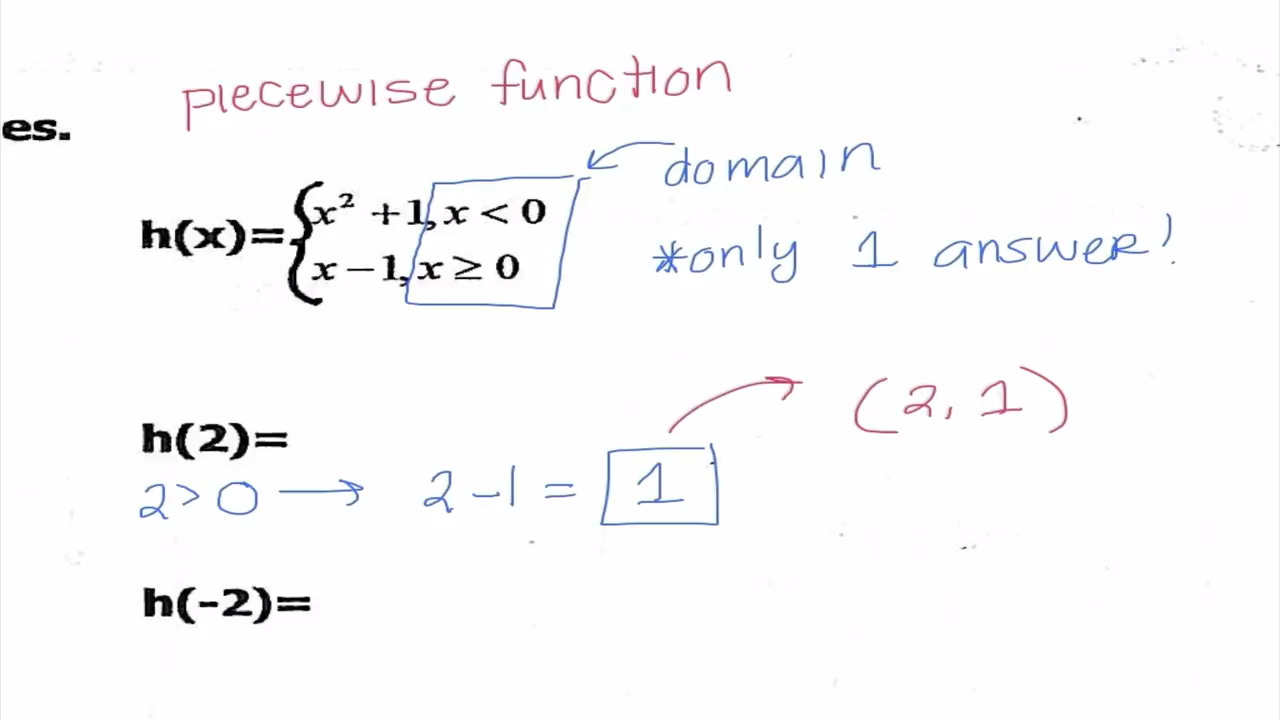 piecewise function
es.
domain
h(x)={x² +1, x < 0
x −1, x ≥ 0
*only 1 answer!
(2, 1)
h(2)=
2 > 0 → 2 - 1 = 1
h(-2)=